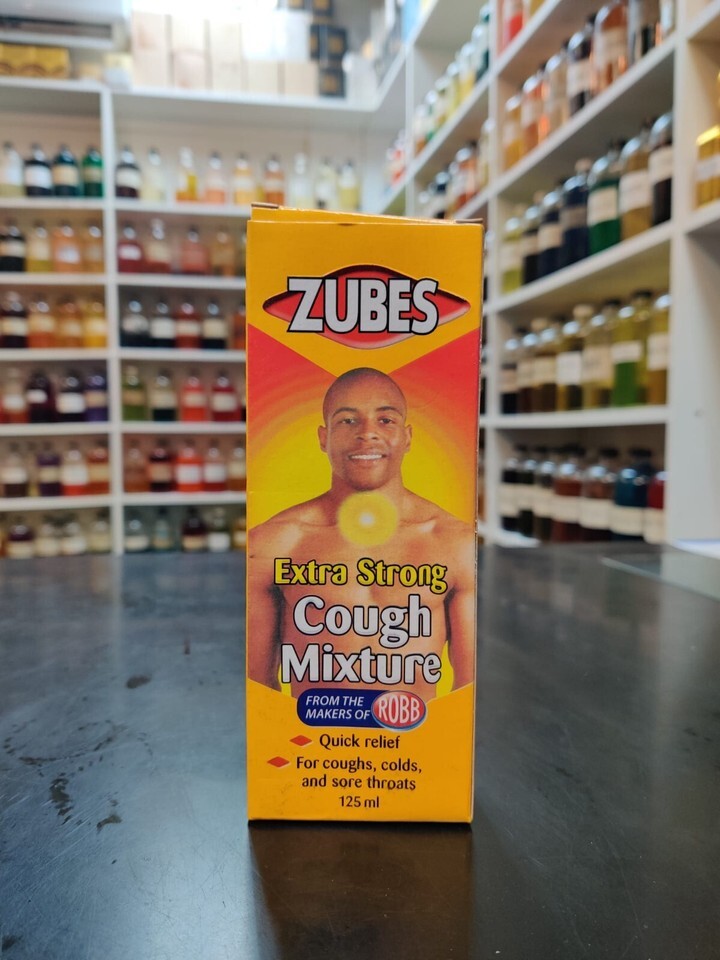 ZUBES
Extra Strong
Cough
Mixture
FROM THE
MAKERS OF ROBB
Quick relief
For coughs, colds,
and sore throats
125 ml